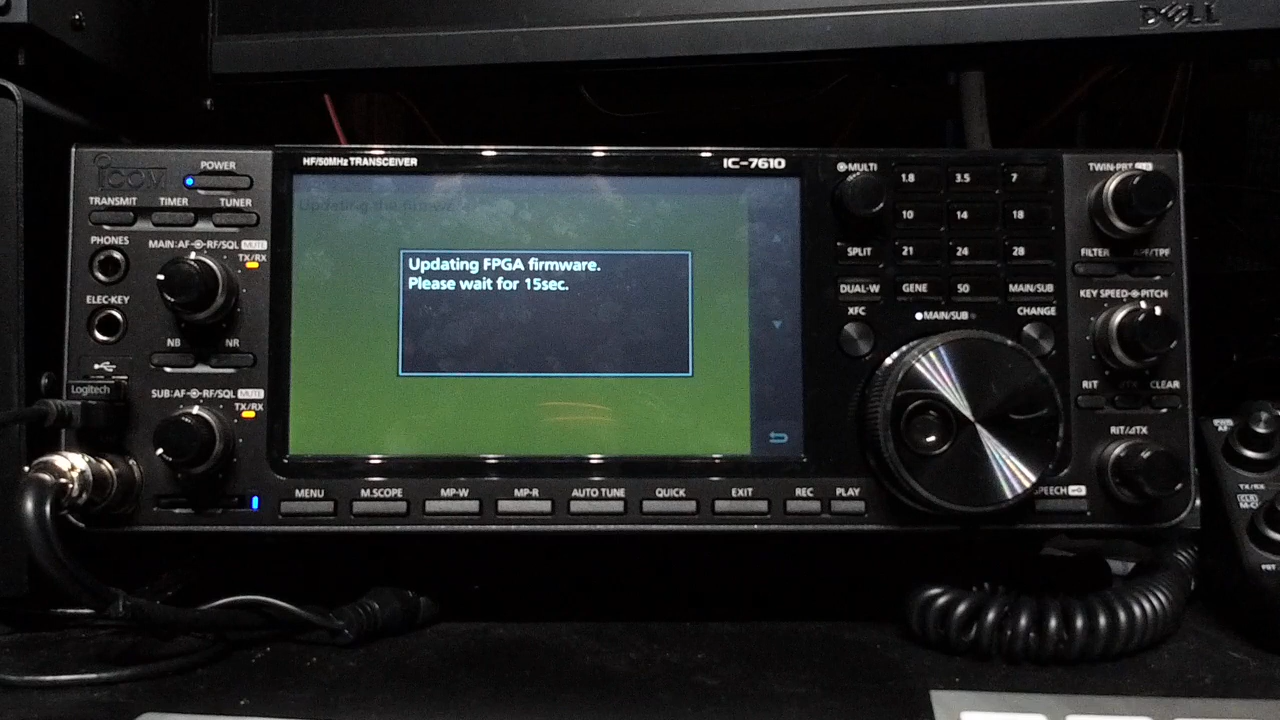 DELL
HF/50MHz TRANSCEIVER
IC-7610
ICOM
POWER
TRANSMIT TIMER TUNER
PHONES
MAIN:AF RF/SQL MUTE
TX/RX
ELEC-KEY
NB NR
Logitech
SUB:AF RF/SQL MUTE
TX/RX
Updating the firmw
Updating FPGA firmware.
Please wait for 15sec.
MENU M.SCOPE MP-W MP-R AUTO TUNE QUICK EXIT REC PLAY
MULTI
1.8 3.5 7
10 14 18
SPLIT 21 24 28
DUAL-W GENE 50 MAIN/SUB
XFC MAIN/SUB CHANGE
SPEECH
TWIN-PBT
FILTER
KEY SPEED PITCH
RIT CLEAR
RIT/ΔTX
TX/RX